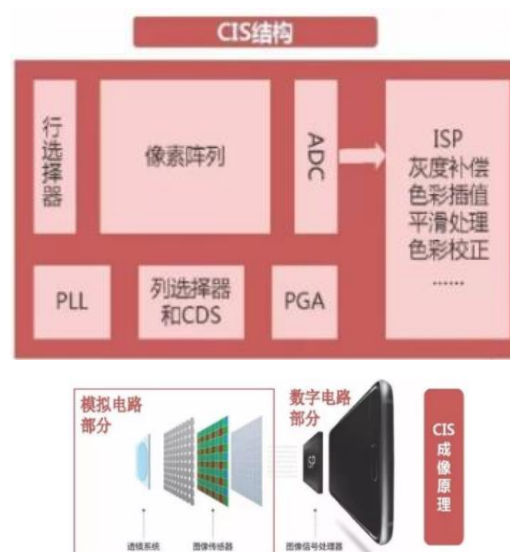 CIS结构
行选择器
像素阵列
ADC
ISP
灰度补偿
色彩插值
平滑处理
色彩校正
......
PLL
列选择器
和CDS
PGA
模拟电路
部分
数字电路
部分
CIS
成像原理
透镜系统
图像传感器
图像信号处理器